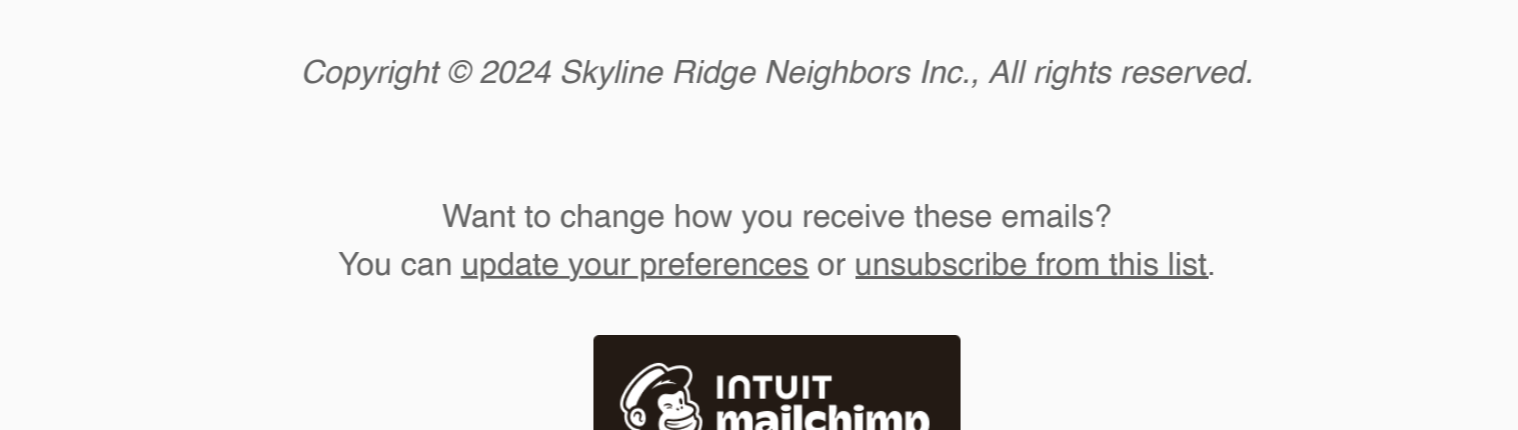 Copyright © 2024 Skyline Ridge Neighbors Inc., All rights reserved.
Want to change how you receive these emails?
You can update your preferences or unsubscribe from this list.
INTUIT
mailchimp